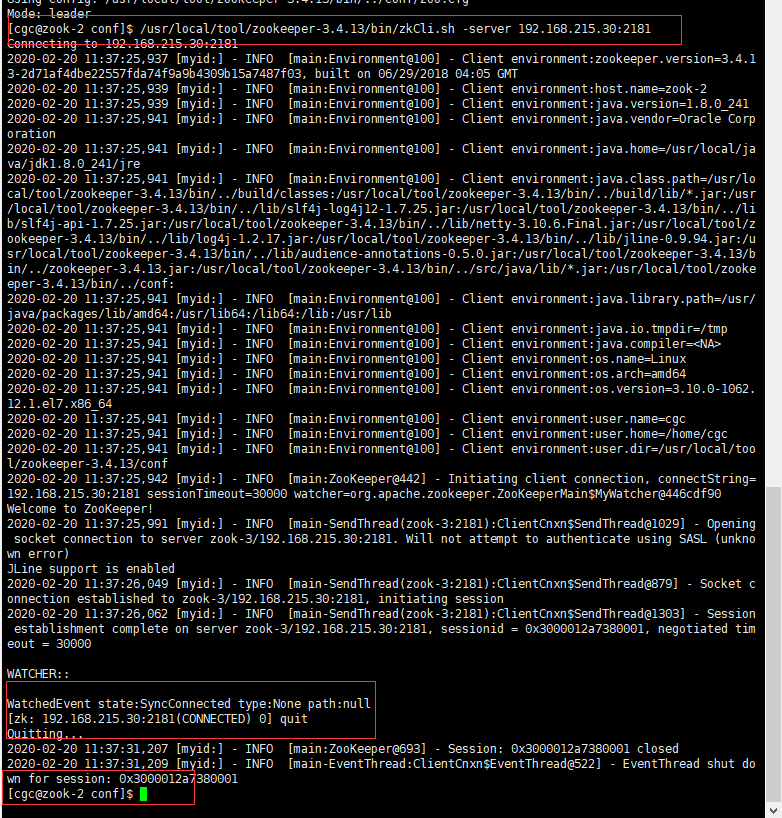 Mode: leader
[cgc@zook-2 conf]$ /usr/local/tool/zookeeper-3.4.13/bin/zkCli.sh -server 192.168.215.30:2181
Connecting to 192.168.215.30:2181
2020-02-20 11:37:25,937 [myid:] - INFO  [main:Environment@100] - Client environment:zookeeper.version=3.4.1
3-2d71af4dbe22557fda74f9a9b4309b15a7487f03, built on 06/29/2018 04:05 GMT
2020-02-20 11:37:25,939 [myid:] - INFO  [main:Environment@100] - Client environment:host.name=zook-2
2020-02-20 11:37:25,939 [myid:] - INFO  [main:Environment@100] - Client environment:java.version=1.8.0_241
2020-02-20 11:37:25,941 [myid:] - INFO  [main:Environment@100] - Client environment:java.vendor=Oracle Corp
oration
2020-02-20 11:37:25,941 [myid:] - INFO  [main:Environment@100] - Client environment:java.home=/usr/local/ja
va/jdk1.8.0_241/jre
2020-02-20 11:37:25,941 [myid:] - INFO  [main:Environment@100] - Client environment:java.class.path=/usr/lo
cal/tool/zookeeper-3.4.13/bin/../build/classes:/usr/local/tool/zookeeper-3.4.13/bin/../build/lib/*.jar:/usr
/local/tool/zookeeper-3.4.13/bin/../lib/slf4j-log4j12-1.7.25.jar:/usr/local/tool/zookeeper-3.4.13/bin/../li
b/slf4j-api-1.7.25.jar:/usr/local/tool/zookeeper-3.4.13/bin/../lib/netty-3.10.6.Final.jar:/usr/local/tool/z
ookeeper-3.4.13/bin/../lib/log4j-1.2.17.jar:/usr/local/tool/zookeeper-3.4.13/bin/../lib/jline-0.9.94.jar:/u
sr/local/tool/zookeeper-3.4.13/bin/../lib/audience-annotations-0.5.0.jar:/usr/local/tool/zookeeper-3.4.13/b
in/../zookeeper-3.4.13.jar:/usr/local/tool/zookeeper-3.4.13/bin/../src/java/lib/*.jar:/usr/local/tool/zooke
eper-3.4.13/bin/../conf:
2020-02-20 11:37:25,941 [myid:] - INFO  [main:Environment@100] - Client environment:java.library.path=/usr/
java/packages/lib/amd64:/usr/lib64:/lib64:/lib:/usr/lib
2020-02-20 11:37:25,941 [myid:] - INFO  [main:Environment@100] - Client environment:java.io.tmpdir=/tmp
2020-02-20 11:37:25,941 [myid:] - INFO  [main:Environment@100] - Client environment:java.compiler=<NA>
2020-02-20 11:37:25,941 [myid:] - INFO  [main:Environment@100] - Client environment:os.name=Linux
2020-02-20 11:37:25,941 [myid:] - INFO  [main:Environment@100] - Client environment:os.arch=amd64
2020-02-20 11:37:25,941 [myid:] - INFO  [main:Environment@100] - Client environment:os.version=3.10.0-1062.
12.1.el7.x86_64
2020-02-20 11:37:25,941 [myid:] - INFO  [main:Environment@100] - Client environment:user.name=cgc
2020-02-20 11:37:25,941 [myid:] - INFO  [main:Environment@100] - Client environment:user.home=/home/cgc
2020-02-20 11:37:25,941 [myid:] - INFO  [main:Environment@100] - Client environment:user.dir=/usr/local/too
l/zookeeper-3.4.13/conf
2020-02-20 11:37:25,942 [myid:] - INFO  [main:ZooKeeper@442] - Initiating client connection, connectString=
192.168.215.30:2181 sessionTimeout=30000 watcher=org.apache.zookeeper.ZooKeeperMain$MyWatcher@446cdf90
Welcome to ZooKeeper!
2020-02-20 11:37:25,991 [myid:] - INFO  [main-SendThread(zook-3:2181):ClientCnxn$SendThread@1029] - Opening
 socket connection to server zook-3/192.168.215.30:2181. Will not attempt to authenticate using SASL (unkno
wn error)
JLine support is enabled
2020-02-20 11:37:26,049 [myid:] - INFO  [main-SendThread(zook-3:2181):ClientCnxn$SendThread@879] - Socket c
onnection established to zook-3/192.168.215.30:2181, initiating session
2020-02-20 11:37:26,062 [myid:] - INFO  [main-SendThread(zook-3:2181):ClientCnxn$SendThread@1303] - Session
 establishment complete on server zook-3/192.168.215.30:2181, sessionid = 0x3000012a7380001, negotiated tim
eout = 30000

WATCHER::

WatchedEvent state:SyncConnected type:None path:null
[zk: 192.168.215.30:2181(CONNECTED) 0] quit
Quitting...
2020-02-20 11:37:31,207 [myid:] - INFO  [main:ZooKeeper@693] - Session: 0x3000012a7380001 closed
2020-02-20 11:37:31,209 [myid:] - INFO  [main-EventThread:ClientCnxn$EventThread@522] - EventThread shut do
wn for session: 0x3000012a7380001
[cgc@zook-2 conf]$